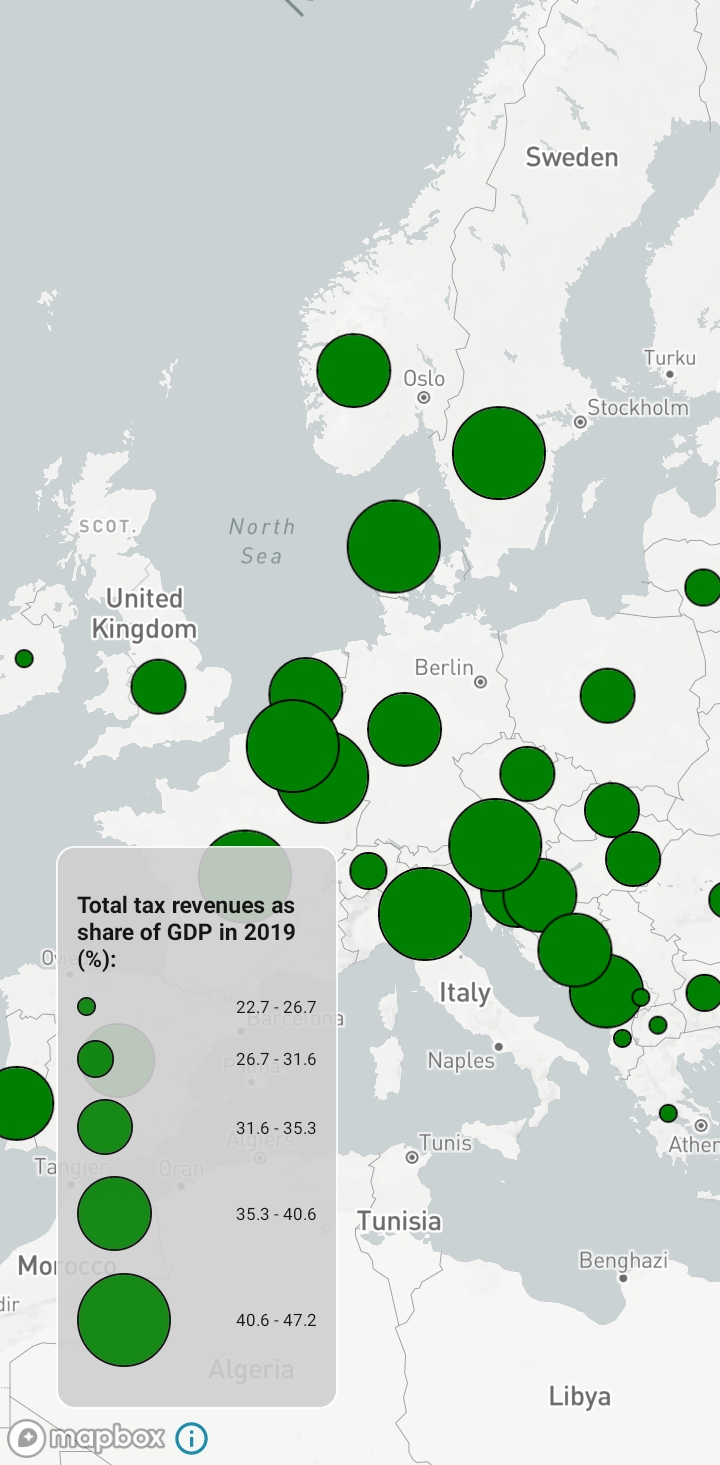 Sweden
Turku
Oslo
Stockholm
SCOT.
North
Sea
United
Kingdom
Berlin
Total tax revenues as
share of GDP in 2019
(%):
Italy
22.7 - 26.7
Barcelona
26.7 - 31.6
Naples
31.6 - 35.3
Algiers
Tunis
Athen
Tangier
Oran
35.3 - 40.6
Tunisia
Morocco
Benghazi
dir
40.6 - 47.2
Algeria
Libya
mapbox
i